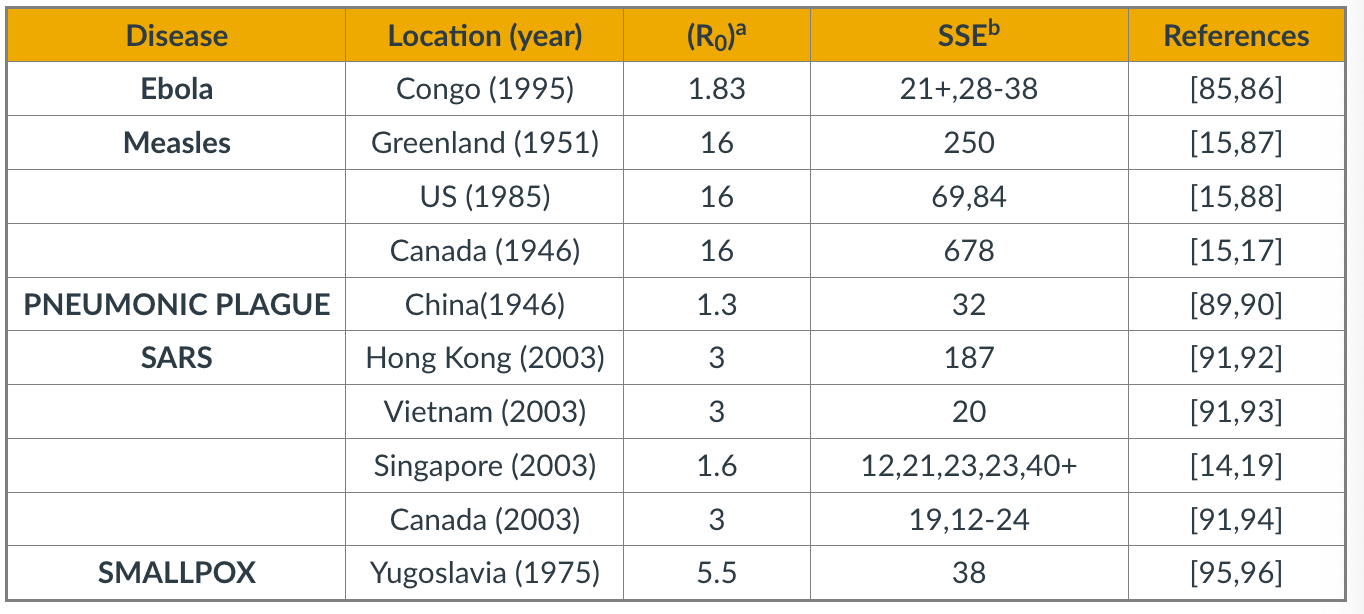 Disease Location (year) (R0)a SSEb References
Ebola Congo (1995) 1.83 21+,28-38 [85,86]
Measles Greenland (1951) 16 250 [15,87]
US (1985) 16 69,84 [15,88]
Canada (1946) 16 678 [15,17]
PNEUMONIC PLAGUE China(1946) 1.3 32 [89,90]
SARS Hong Kong (2003) 3 187 [91,92]
Vietnam (2003) 3 20 [91,93]
Singapore (2003) 1.6 12,21,23,23,40+ [14,19]
Canada (2003) 3 19,12-24 [91,94]
SMALLPOX Yugoslavia (1975) 5.5 38 [95,96]